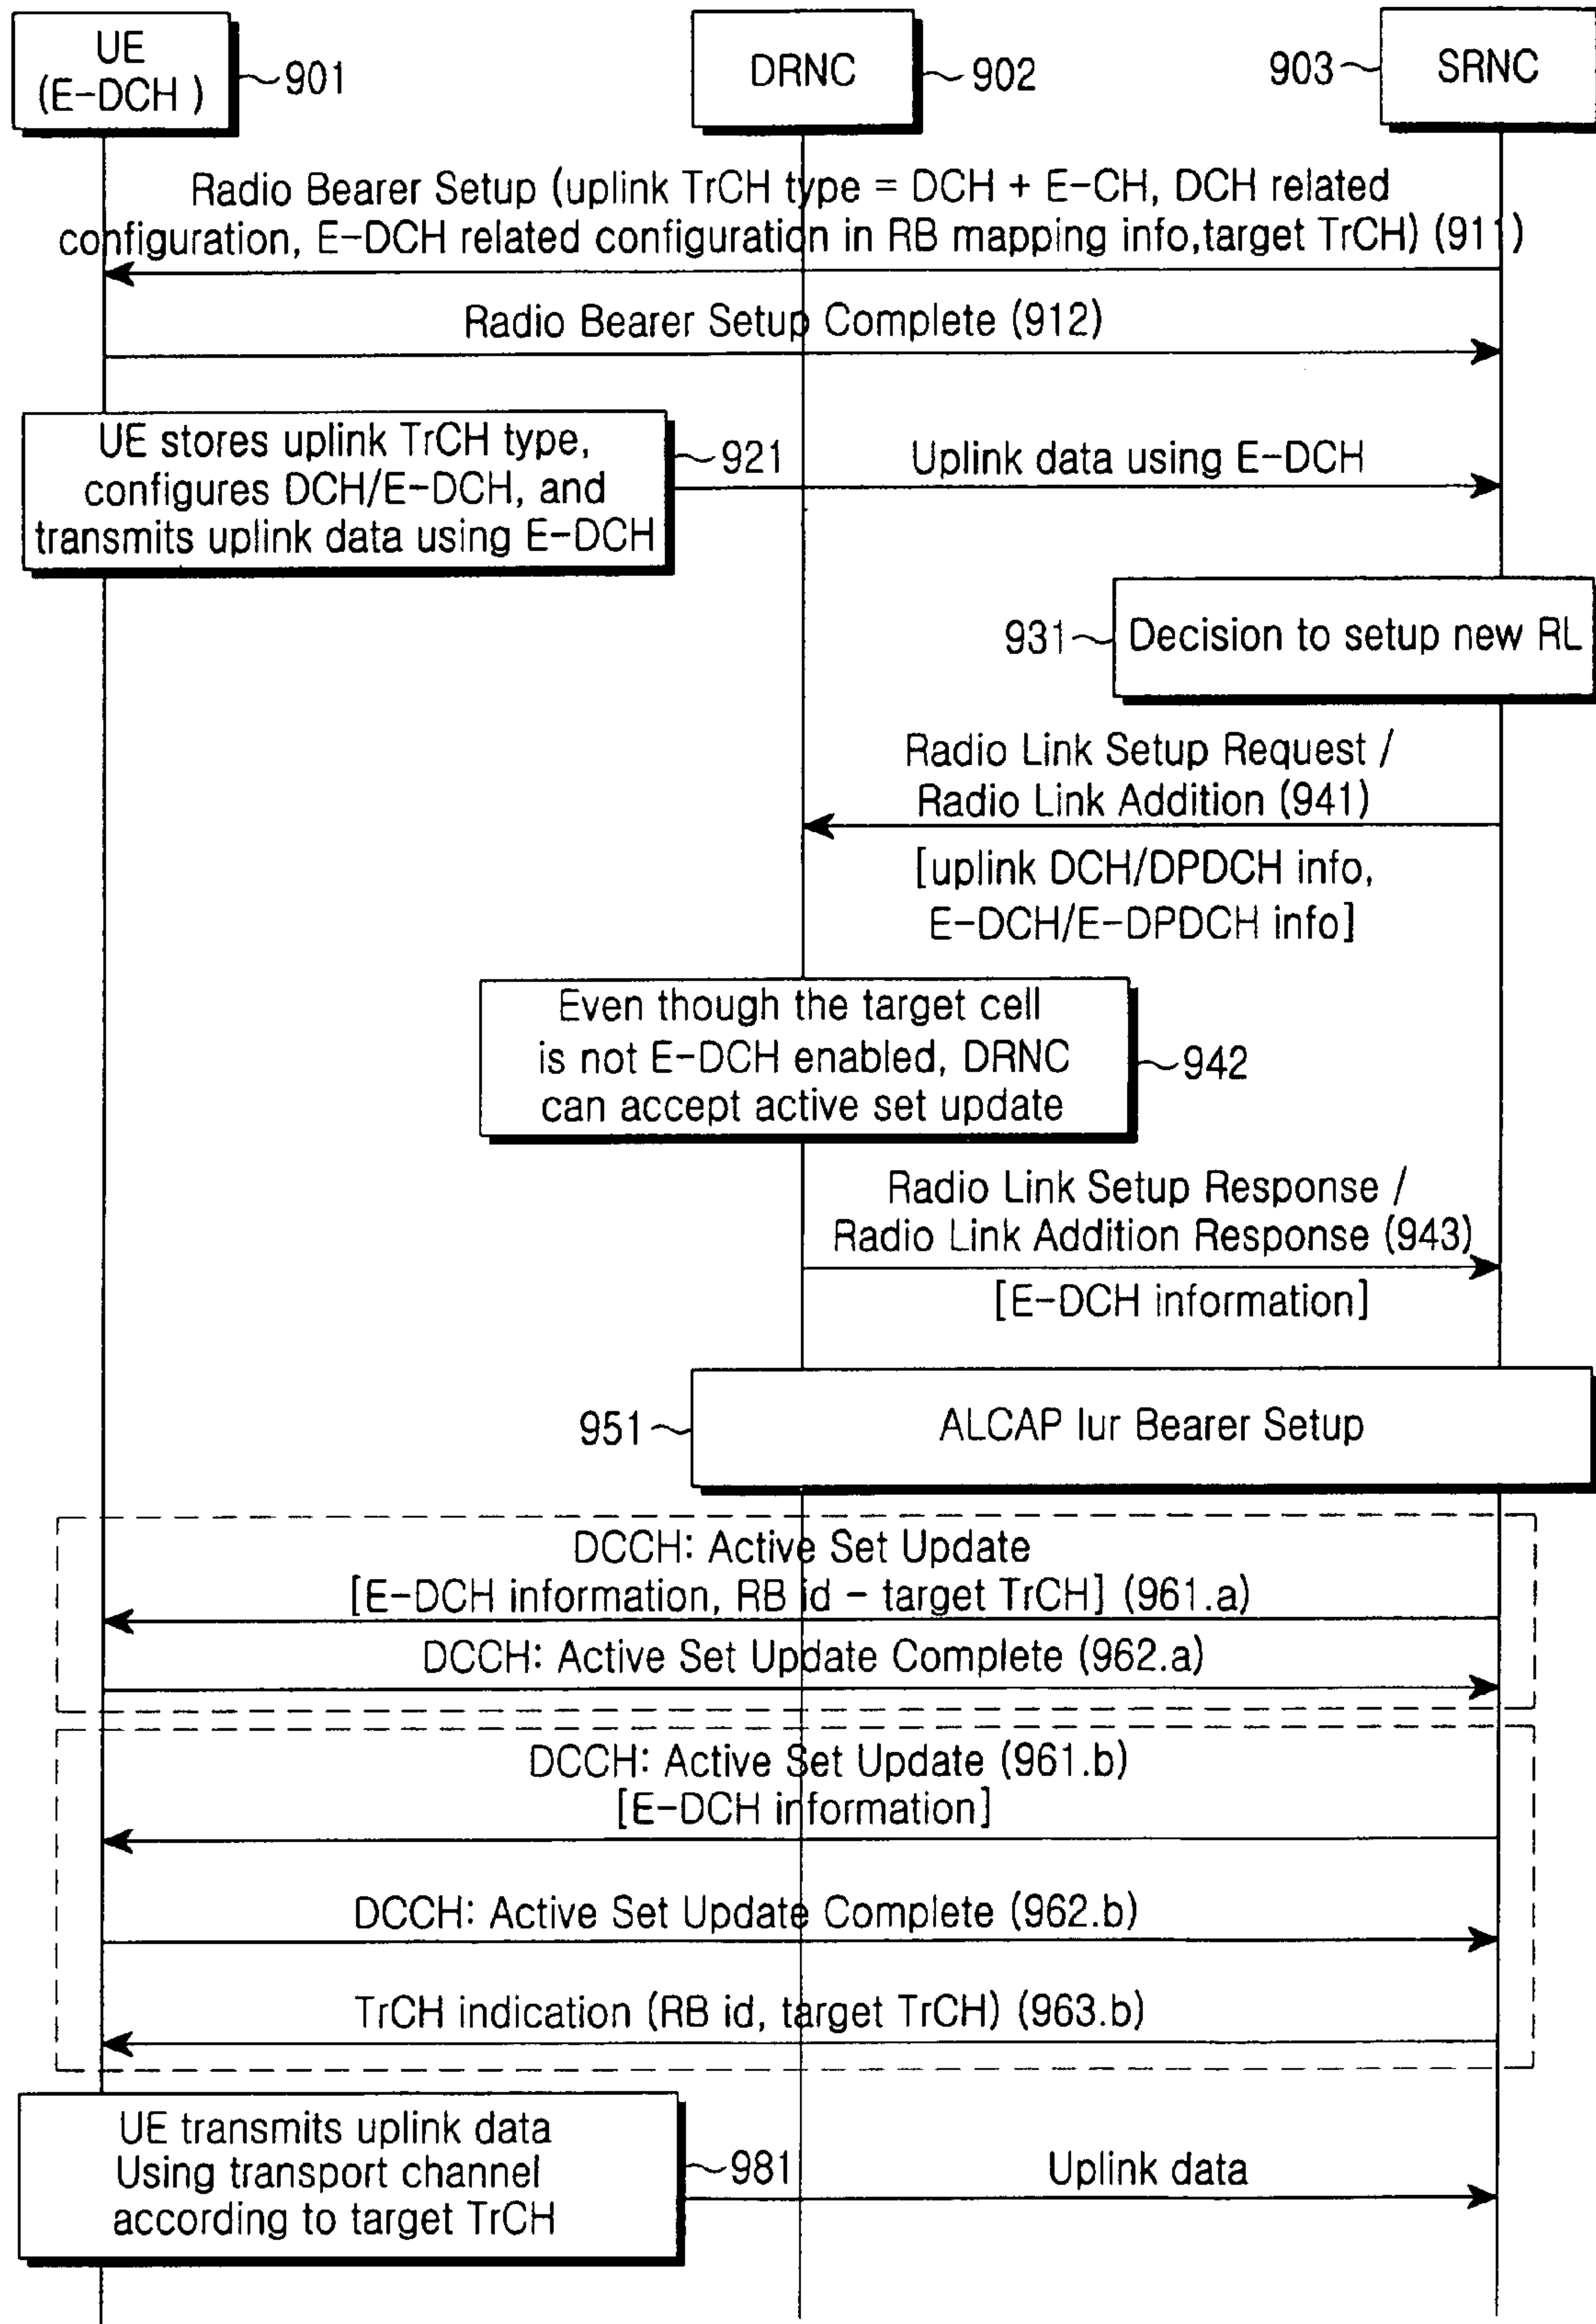 UE
(E-DCH )
901
DRNC
902
903
SRNC
Radio Bearer Setup (uplink TrCH type = DCH + E-CH, DCH related
configuration, E-DCH related configuration in RB mapping info,target TrCH) (911)
Radio Bearer Setup Complete (912)
UE stores uplink TrCH type,
configures DCH/E-DCH, and
transmits uplink data using E-DCH
921
Uplink data using E-DCH
931
Decision to setup new RL
Radio Link Setup Request /
Radio Link Addition (941)
[uplink DCH/DPDCH info,
E-DCH/E-DPDCH info]
Even though the target cell
is not E-DCH enabled, DRNC
can accept active set update
942
Radio Link Setup Response /
Radio Link Addition Response (943)
[E-DCH information]
951
ALCAP Iur Bearer Setup
DCCH: Active Set Update
[E-DCH information, RB id - target TrCH] (961.a)
DCCH: Active Set Update Complete (962.a)
DCCH: Active Set Update (961.b)
[E-DCH information]
DCCH: Active Set Update Complete (962.b)
TrCH indication (RB id, target TrCH) (963.b)
UE transmits uplink data
Using transport channel
according to target TrCH
981
Uplink data